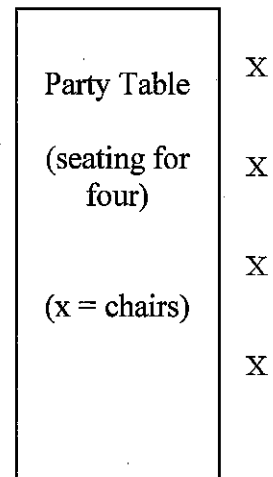 Party Table
(seating for
four)
(x = chairs)
X
X
X
X